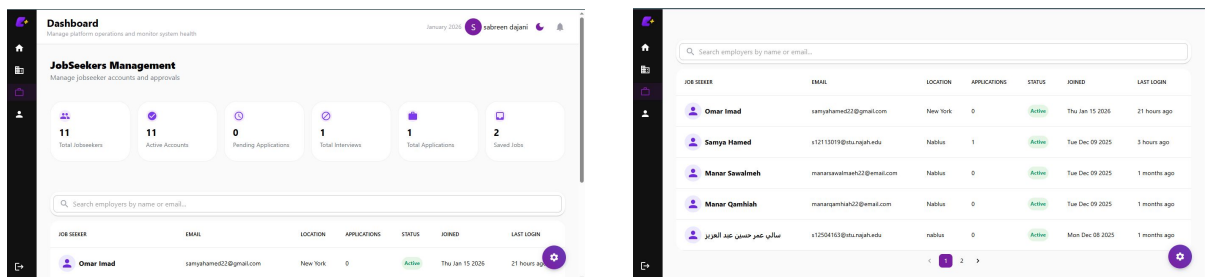 Dashboard
Manage platform operations and monitor system health
January 2026 S sabreen dajani
JobSeekers Management
Manage jobseeker accounts and approvals
11 11 0 1 1 2
Total Jobseekers Active Accounts Pending Applications Total Interviews Total Applications Saved Jobs
Search employers by name or email...
JOB SEEKER EMAIL LOCATION APPLICATIONS STATUS JOINED LAST LOGIN
Omar Imad samyahamed22@gmail.com New York 0 Active Thu Jan 15 2026 21 hours ago
Search employers by name or email...
JOB SEEKER EMAIL LOCATION APPLICATIONS STATUS JOINED LAST LOGIN
Omar Imad samyahamed22@gmail.com New York 0 Active Thu Jan 15 2026 21 hours ago
Samya Hamed s12113019@stu.najah.edu Nablus 1 Active Tue Dec 09 2025 3 hours ago
Manar Sawalmeh manarsawalmaeh22@email.com Nablus 0 Active Tue Dec 09 2025 1 months ago
Manar Qamhiah manarqamhiah22@email.com Nablus 0 Active Tue Dec 09 2025 1 months ago
سالي عمر حسين عبد العزيز s12504163@stu.najah.edu nablus 0 Active Mon Dec 08 2025 1 months ago
1 2